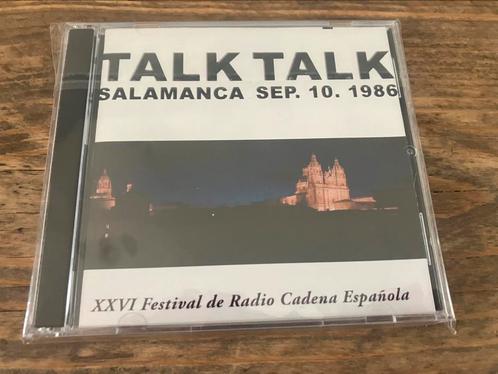 TALK TALK
SALAMANCA SEP. 10. 1986
XXVI Festival de Radio Cadena Española